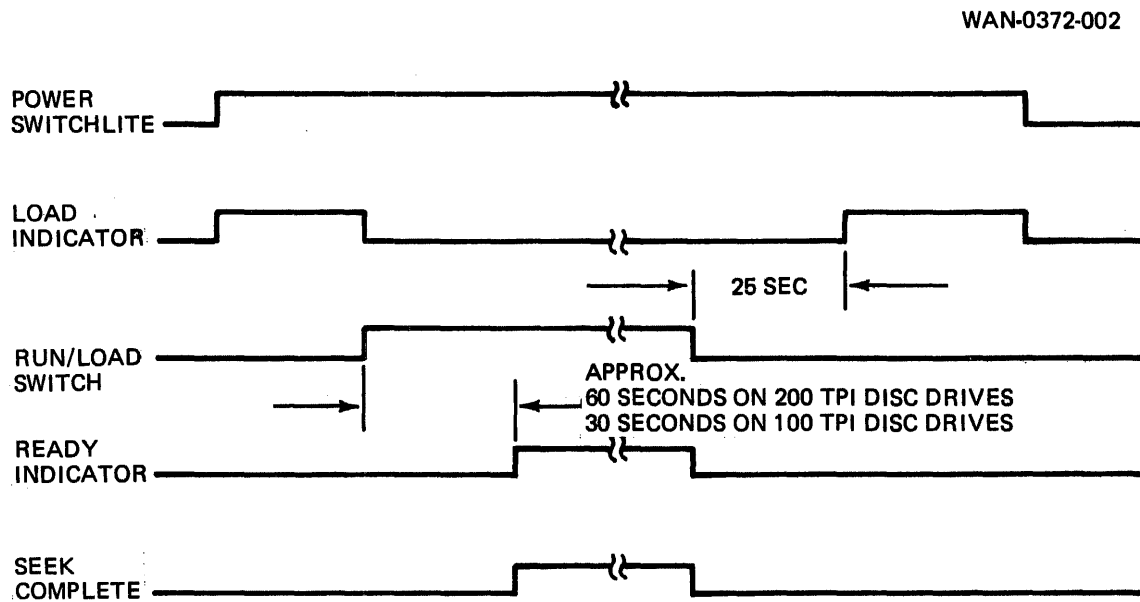 WAN-0372-002
POWER
SWITCHLITE
LOAD
INDICATOR
25 SEC
RUN/LOAD
SWITCH
APPROX.
60 SECONDS ON 200 TPI DISC DRIVES
30 SECONDS ON 100 TPI DISC DRIVES
READY
INDICATOR
SEEK
COMPLETE